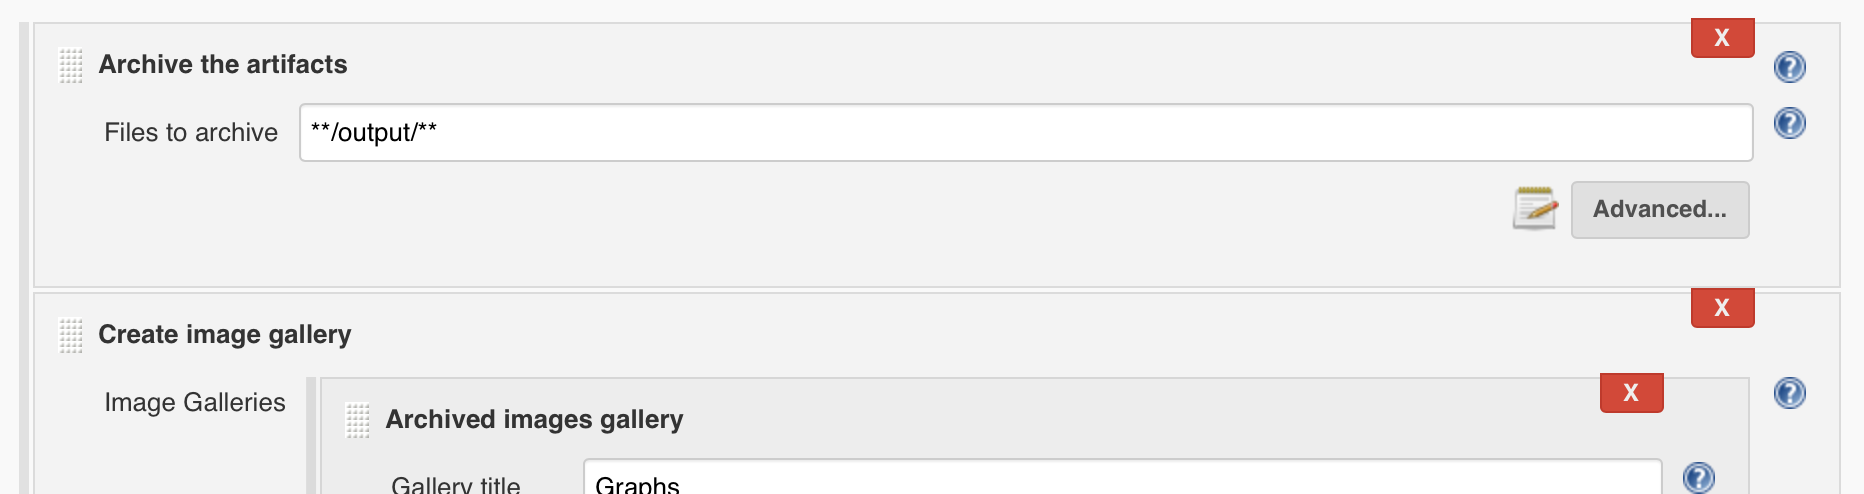 X
Archive the artifacts
?
Files to archive **/output/**
?
Advanced...
X
Create image gallery
Image Galleries
?
X
Archived images gallery
Gallery title Graphs
?